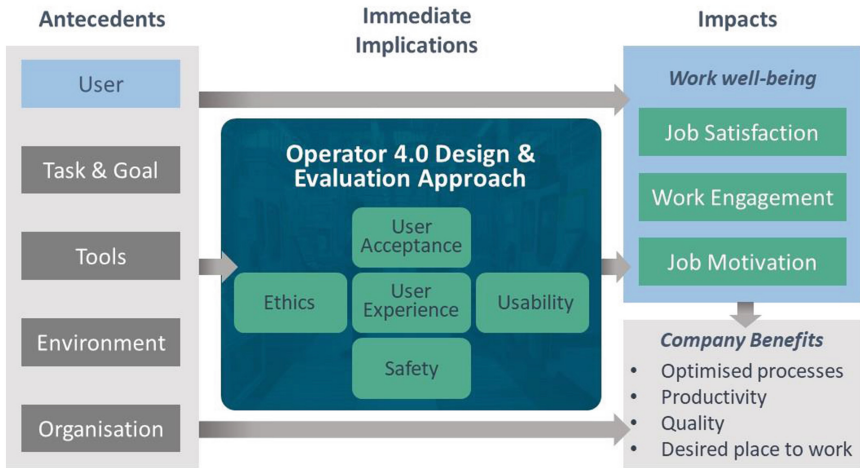 Antecedents
Immediate
Implications
Impacts
User
Task & Goal
Tools
Environment
Organisation
Operator 4.0 Design &
Evaluation Approach
User
Acceptance
Ethics
User
Experience
Usability
Safety
Work well-being
Job Satisfaction
Work Engagement
Job Motivation
Company Benefits
• Optimised processes
• Productivity
• Quality
• Desired place to work